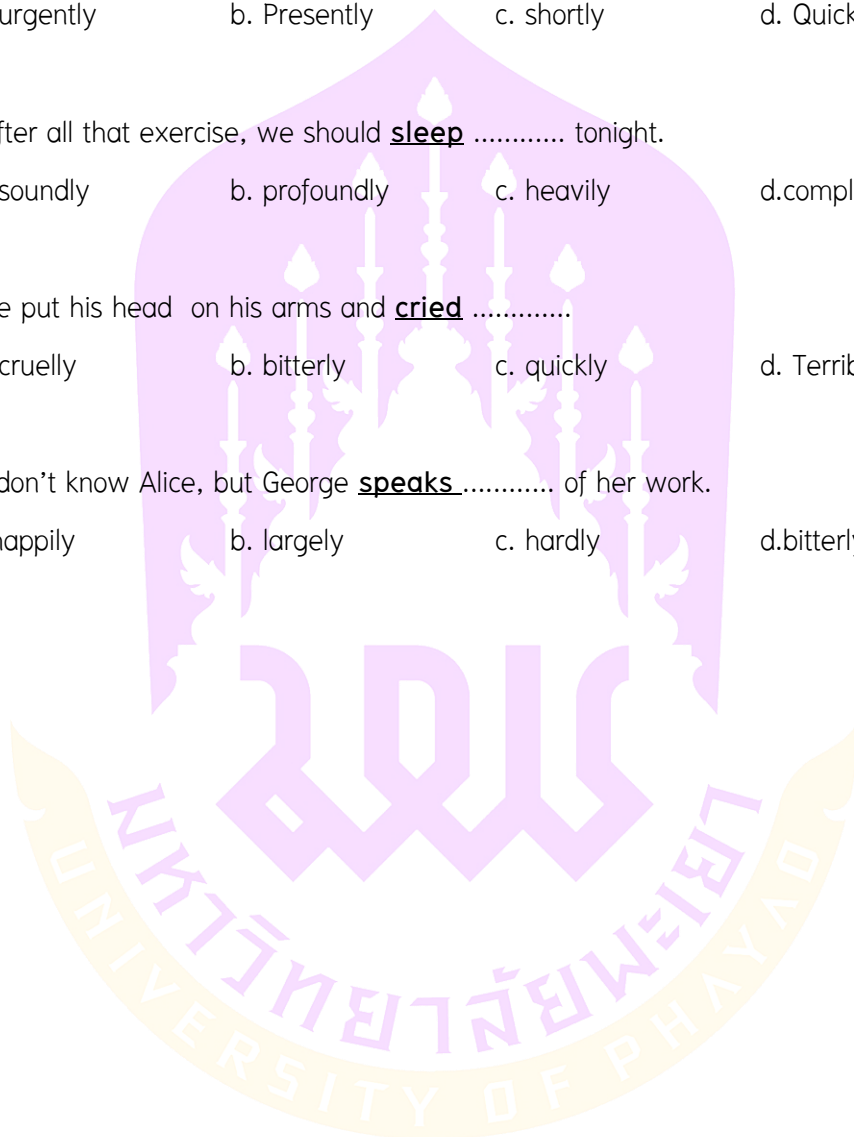 urgently b. Presently c. shortly d. Quick
fter all that exercise, we should sleep ............ tonight.
soundly b. profoundly c. heavily d.compl
e put his head on his arms and cried .............
cruelly b. bitterly c. quickly d. Terrib
don't know Alice, but George speaks ............ of her work.
happily b. largely c. hardly d.bitterly
มหาวิทยาลัยพะเยา
UNIVERSITY OF PHAYAO